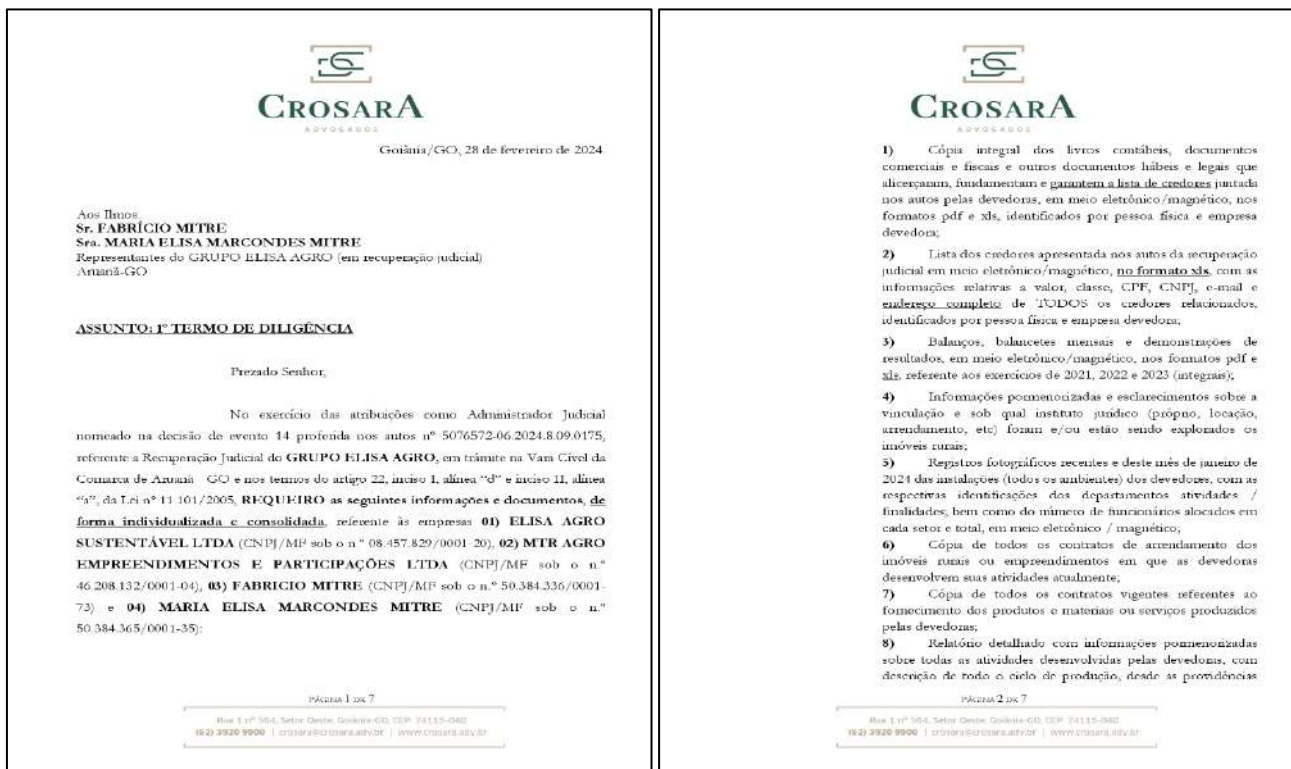 CROSARA
ADVOGADOS
Goiânia/GO, 28 de fevereiro de 2024
Aos Ilmos.
Sr. FABRÍCIO MITRE
Sra. MARIA ELISA MARCONDES MITRE
Representantes do GRUPO ELISA AGRO (em recuperação judicial)
Aruanã-GO
ASSUNTO: 1º TERMO DE DILIGÊNCIA
Prezado Senhor,
No exercício das atribuições como Administrador Judicial
nomeado na decisão de evento 14 proferida nos autos nº 5076572-06.2024.8.09.0175,
referente a Recuperação Judicial do GRUPO ELISA AGRO, em trâmite na Vara Cível da
Comarca de Aruanã - GO e nos termos do artigo 22, inciso I, alínea “d” e inciso II, alínea
“a”, da Lei nº 11.101/2005, REQUEIRO as seguintes informações e documentos, de
forma individualizada e consolidada, referente às empresas 01) ELISA AGRO
SUSTENTÁVEL LTDA (CNPJ/MF sob o n.º 08.457.829/0001-20), 02) MTR AGRO
EMPREENDIMENTOS E PARTICIPAÇÕES LTDA (CNPJ/MF sob o n.º
46.208.132/0001-04), 03) FABRICIO MITRE (CNPJ/MF sob o n.º 50.384.336/0001-
73) e 04) MARIA ELISA MARCONDES MITRE (CNPJ/MF sob o n.º
50.384.365/0001-35):
PÁGINA 1 DE 7
Rua 1 nº 564, Setor Oeste, Goiânia-GO, CEP: 74115-040
(62) 3920 9900 | crosara@crosara.adv.br | www.crosara.adv.br
CROSARA
ADVOGADOS
1) Cópia integral dos livros contábeis, documentos
comerciais e fiscais e outros documentos hábeis e legais que
alicerçaram, fundamentam e garantem a lista de credores juntada
nos autos pelas devedoras, em meio eletrônico/magnético, nos
formatos pdf e xls, identificados por pessoa física e empresa
devedora;
2) Lista dos credores apresentada nos autos da recuperação
judicial em meio eletrônico/magnético, no formato xls, com as
informações relativas a valor, classe, CPF, CNPJ, e-mail e
endereço completo de TODOS os credores relacionados,
identificados por pessoa física e empresa devedora;
3) Balanços, balancetes mensais e demonstrações de
resultados, em meio eletrônico/magnético, nos formatos pdf e
xls, referente aos exercícios de 2021, 2022 e 2023 (integrais);
4) Informações pormenorizadas e esclarecimentos sobre a
vinculação e sob qual instituto jurídico (próprio, locação,
arrendamento, etc) foram e/ou estão sendo explorados os
imóveis rurais;
5) Registros fotográficos recentes e deste mês de janeiro de
2024 das instalações (todos os ambientes) dos devedores, com as
respectivas identificações dos departamentos atividades /
finalidades, bem como do número de funcionários alocados em
cada setor e total, em meio eletrônico / magnético;
6) Cópia de todos os contratos de arrendamento dos
imóveis rurais ou empreendimentos em que as devedoras
desenvolvem suas atividades atualmente;
7) Cópia de todos os contratos vigentes referentes ao
fornecimento dos produtos e materiais ou serviços produzidos
pelas devedoras;
8) Relatório detalhado com informações pormenorizadas
sobre todas as atividades desenvolvidas pelas devedoras, com
descrição de todo o ciclo de produção, desde as providências
PÁGINA 2 DE 7
Rua 1 nº 564, Setor Oeste, Goiânia-GO, CEP: 74115-040
(62) 3920 9900 | crosara@crosara.adv.br | www.crosara.adv.br